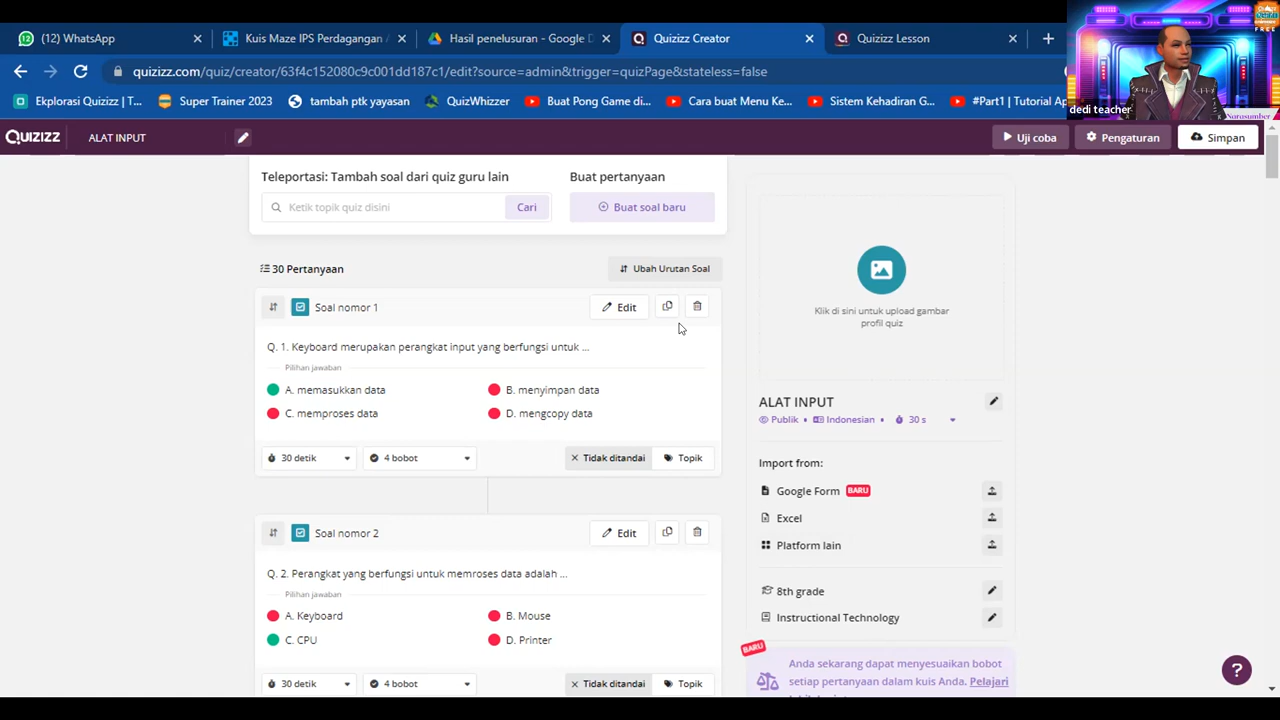 (12) WhatsApp
Kuis Maze IPS Perdagangan
Hasil penelusuran - Google D
Quizizz Creator
Quizizz Lesson
quizizz.com/quiz/creator/63f4c152080c9c001dd187c1/edit?source=admin&trigger=quizPage&stateless=false
Ekplorasi Quizizz | T...
Super Trainer 2023
tambah ptk yayasan
QuizWhizzer
Buat Pong Game di...
Cara buat Menu Ke...
Sistem Kehadiran G...
#Part1 | Tutorial Ap
dedi teacher
Narasumber
FREE
QUIZIZZ
ALAT INPUT
Uji coba
Pengaturan
Simpan
Teleportasi: Tambah soal dari quiz guru lain
Buat pertanyaan
Ketik topik quiz disini
Cari
Buat soal baru
30 Pertanyaan
Ubah Urutan Soal
Soal nomor 1
Edit
Q. 1. Keyboard merupakan perangkat input yang berfungsi untuk ...
Pilihan jawaban
A. memasukkan data
B. menyimpan data
C. memproses data
D. mengcopy data
30 detik
4 bobot
Tidak ditandai
Topik
Soal nomor 2
Edit
Q. 2. Perangkat yang berfungsi untuk memroses data adalah ...
Pilihan jawaban
A. Keyboard
B. Mouse
C. CPU
D. Printer
30 detik
4 bobot
Tidak ditandai
Topik
Klik di sini untuk upload gambar
profil quiz
ALAT INPUT
Publik • Indonesian • 30 s
Import from:
Google Form BARU
Excel
Platform lain
8th grade
Instructional Technology
BARU
Anda sekarang dapat menyesuaikan bobot
setiap pertanyaan dalam kuis Anda. Pelajari
?